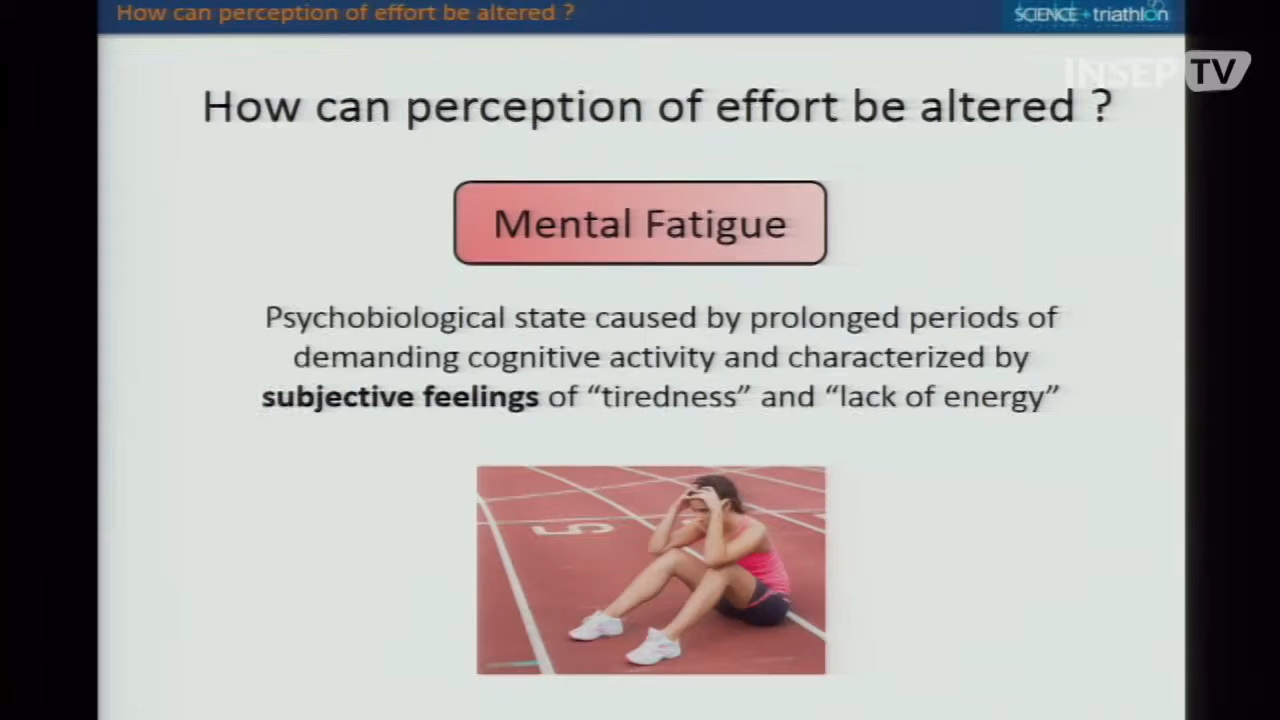 How can perception of effort be altered ?
SCIENCE + triathlon
INSEP TV
How can perception of effort be altered ?
Mental Fatigue
Psychobiological state caused by prolonged periods of
demanding cognitive activity and characterized by
subjective feelings of “tiredness” and “lack of energy”
5